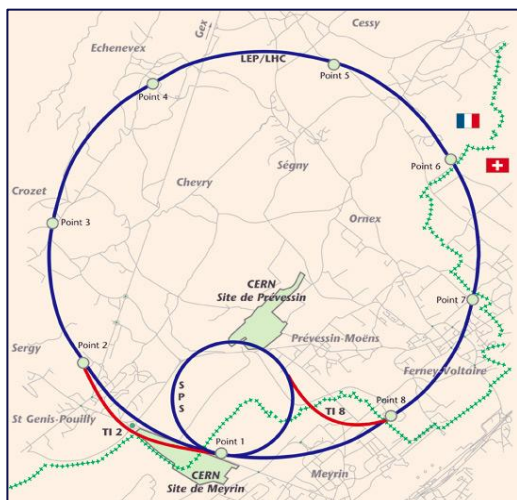 Cessy
Gex
Echenevex
LEP/LHC
Point 5
Point 4
Point 6
Ségny
Chevry
Crozet
Point 3
Ornex
CERN
Site de Prévessin
Point 7
Prévessin-Moëns
Point 2
Sergy
Ferney-Voltaire
S
P
S
TI 8
Point 8
St Genis-Pouilly
TI 2
Point 1
CERN
Site de Meyrin
Meyrin